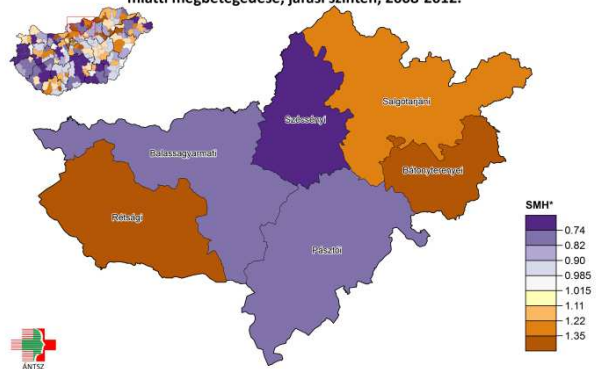 miatti megbetegedése, járási szinten, 2008-2012.
Salgótarjáni
Szécsényi
Balassagyarmati
Bátonyterenyei
Rétsági
Pásztói
SMH*
0.74
0.82
0.90
0.985
1.015
1.11
1.22
1.35
ÁNTSZ